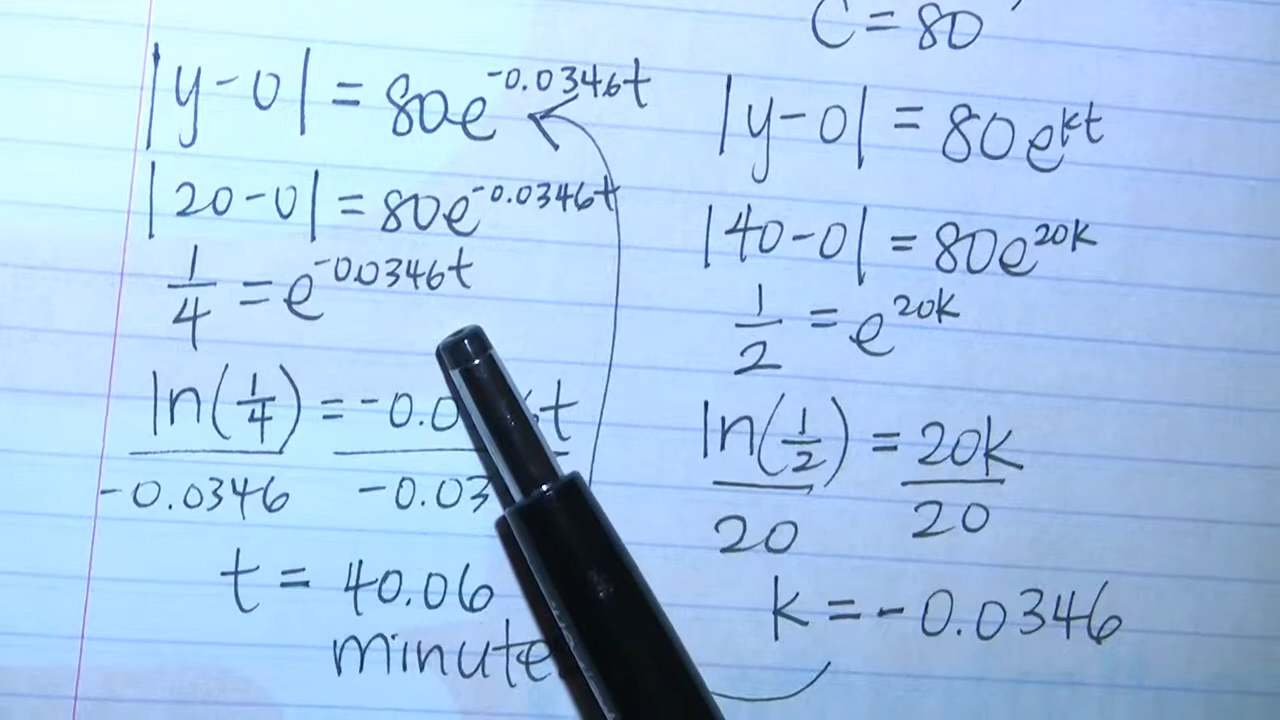 C = 80
|y-0| = 80e^{-0.0346t}
|20-0| = 80e^{-0.0346t}
1/4 = e^{-0.0346t}
ln(1/4) = -0.0 t
-0.0346 -0.03
t = 40.06
minute
|y-0| = 80e^{kt}
|40-0| = 80e^{20k}
1/2 = e^{20k}
ln(1/2) = 20k
20 20
k = -0.0346